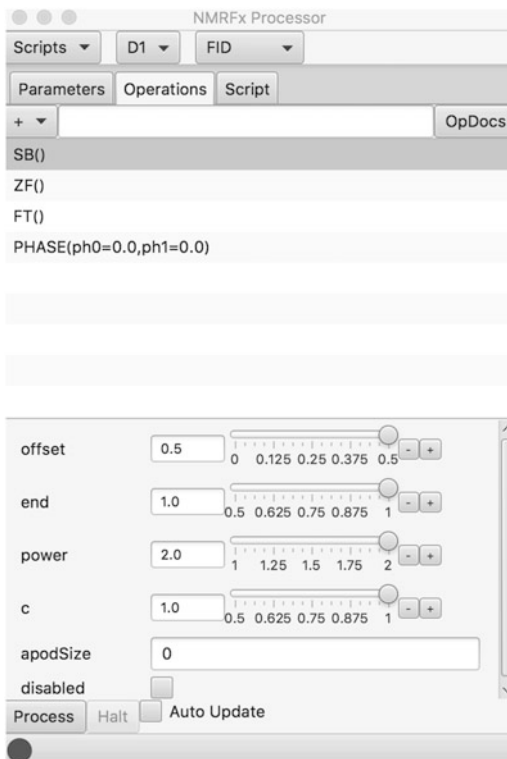 NMRFx Processor
Scripts D1 FID
Parameters Operations Script
+ OpDocs
SB()
ZF()
FT()
PHASE(ph0=0.0,ph1=0.0)
offset 0.5 - +
0 0.125 0.25 0.375 0.5
end 1.0 - +
0.5 0.625 0.75 0.875 1
power 2.0 - +
1 1.25 1.5 1.75 2
c 1.0 - +
0.5 0.625 0.75 0.875 1
apodSize 0
disabled
Process Halt Auto Update